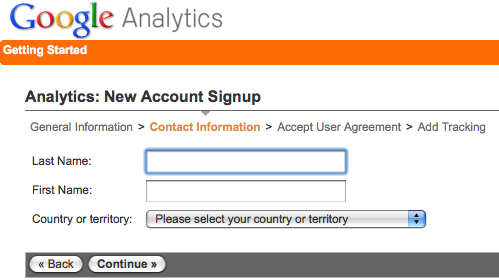 Google Analytics
Getting Started
Analytics: New Account Signup
General Information > Contact Information > Accept User Agreement > Add Tracking
Last Name:
First Name:
Country or territory: Please select your country or territory
« Back Continue »